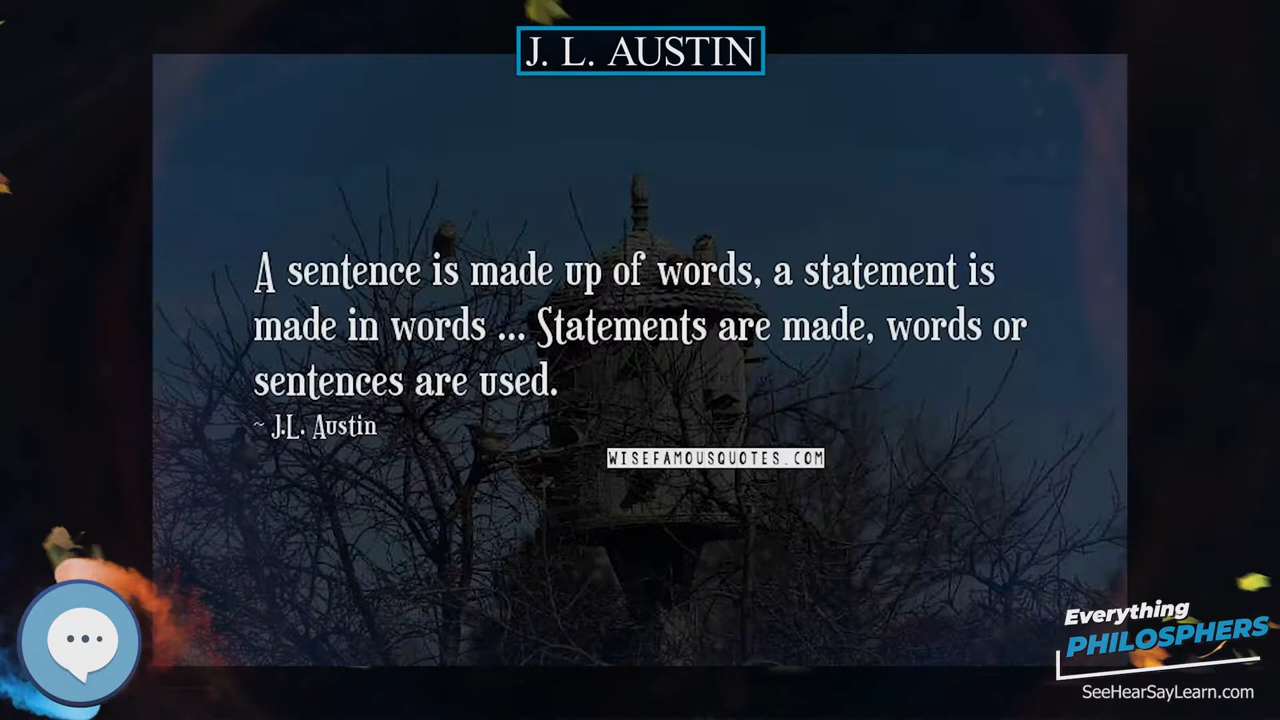 J. L. AUSTIN
A sentence is made up of words, a statement is
made in words ... Statements are made, words or
sentences are used.
~ J.L. Austin
WISEFAMOUSQUOTES.COM
Everything
PHILOSPHERS
SeeHearSayLearn.com